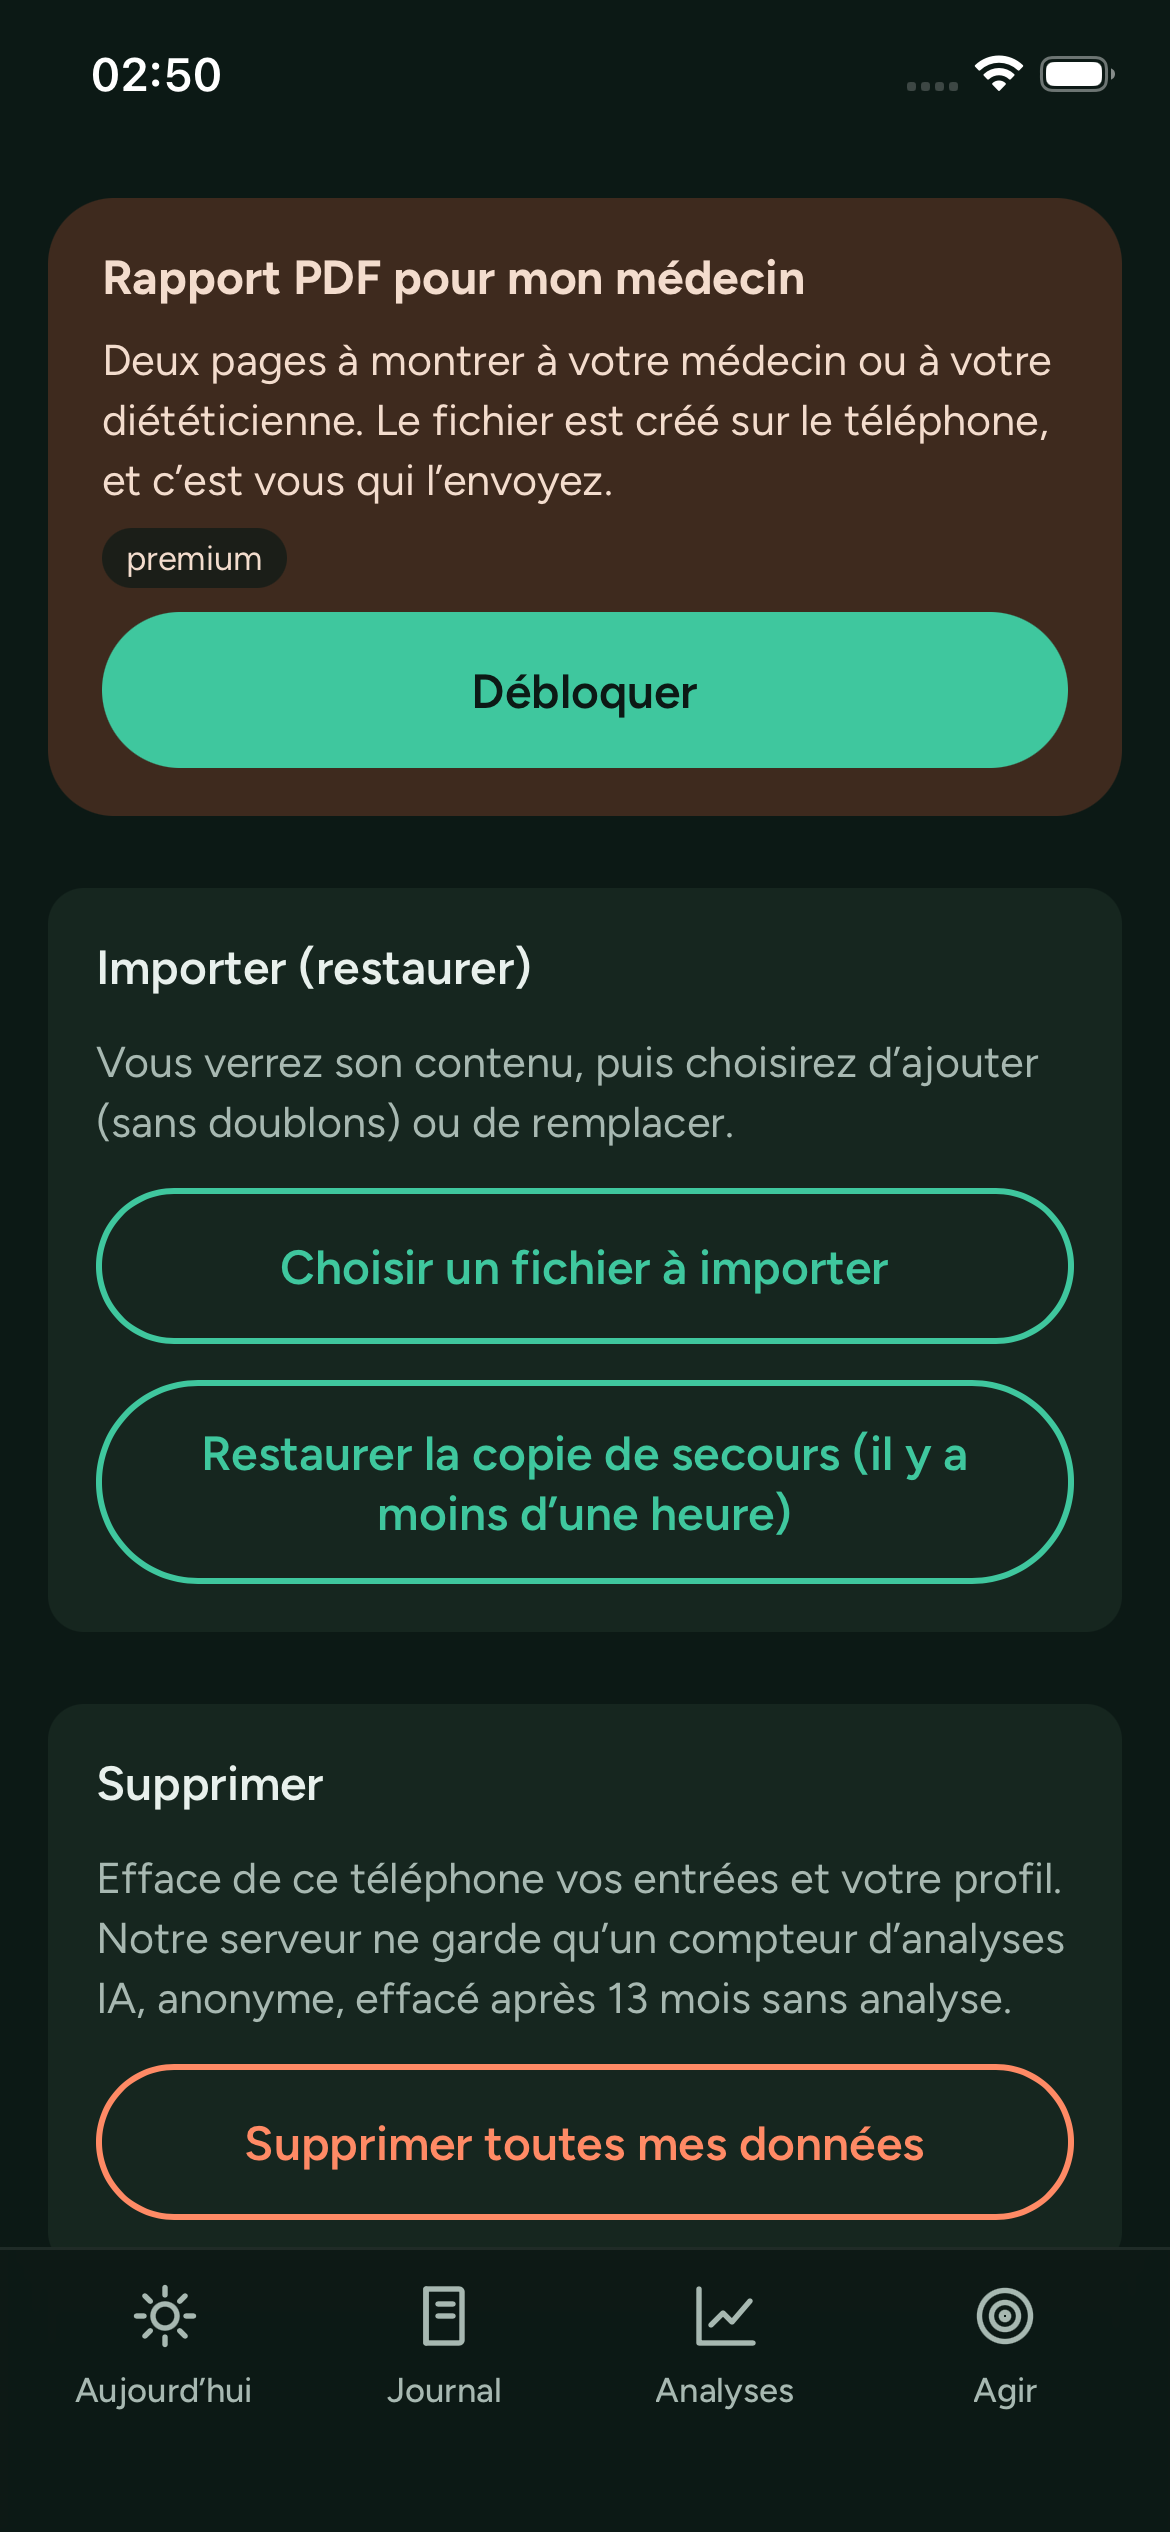 02:50
Rapport PDF pour mon médecin
Deux pages à montrer à votre médecin ou à votre
diététicienne. Le fichier est créé sur le téléphone,
et c’est vous qui l’envoyez.
premium
Débloquer
Importer (restaurer)
Vous verrez son contenu, puis choisirez d’ajouter
(sans doublons) ou de remplacer.
Choisir un fichier à importer
Restaurer la copie de secours (il y a
moins d’une heure)
Supprimer
Efface de ce téléphone vos entrées et votre profil.
Notre serveur ne garde qu’un compteur d’analyses
IA, anonyme, effacé après 13 mois sans analyse.
Supprimer toutes mes données
Aujourd’hui
Journal
Analyses
Agir